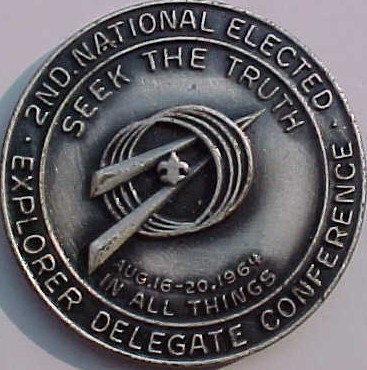 2ND. NATIONAL ELECTED
· EXPLORER DELEGATE CONFERENCE ·
SEEK THE TRUTH
AUG.16-20.1964
IN ALL THINGS